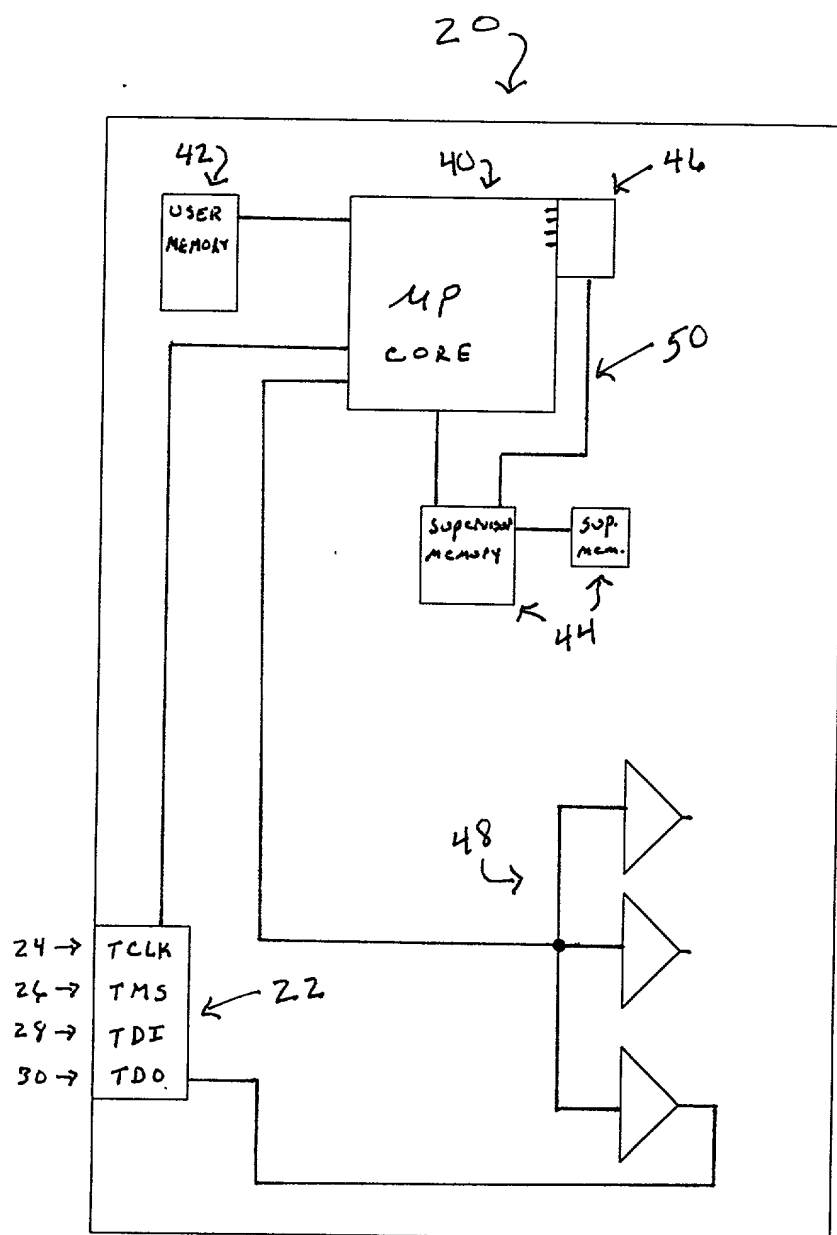 20
42
40
46
USER
MEMORY
μP
CORE
50
SUPERVISOR
MEMORY
SUP.
MEM.
44
48
24 → TCLK
26 → TMS
22
28 → TDI
30 → TDO